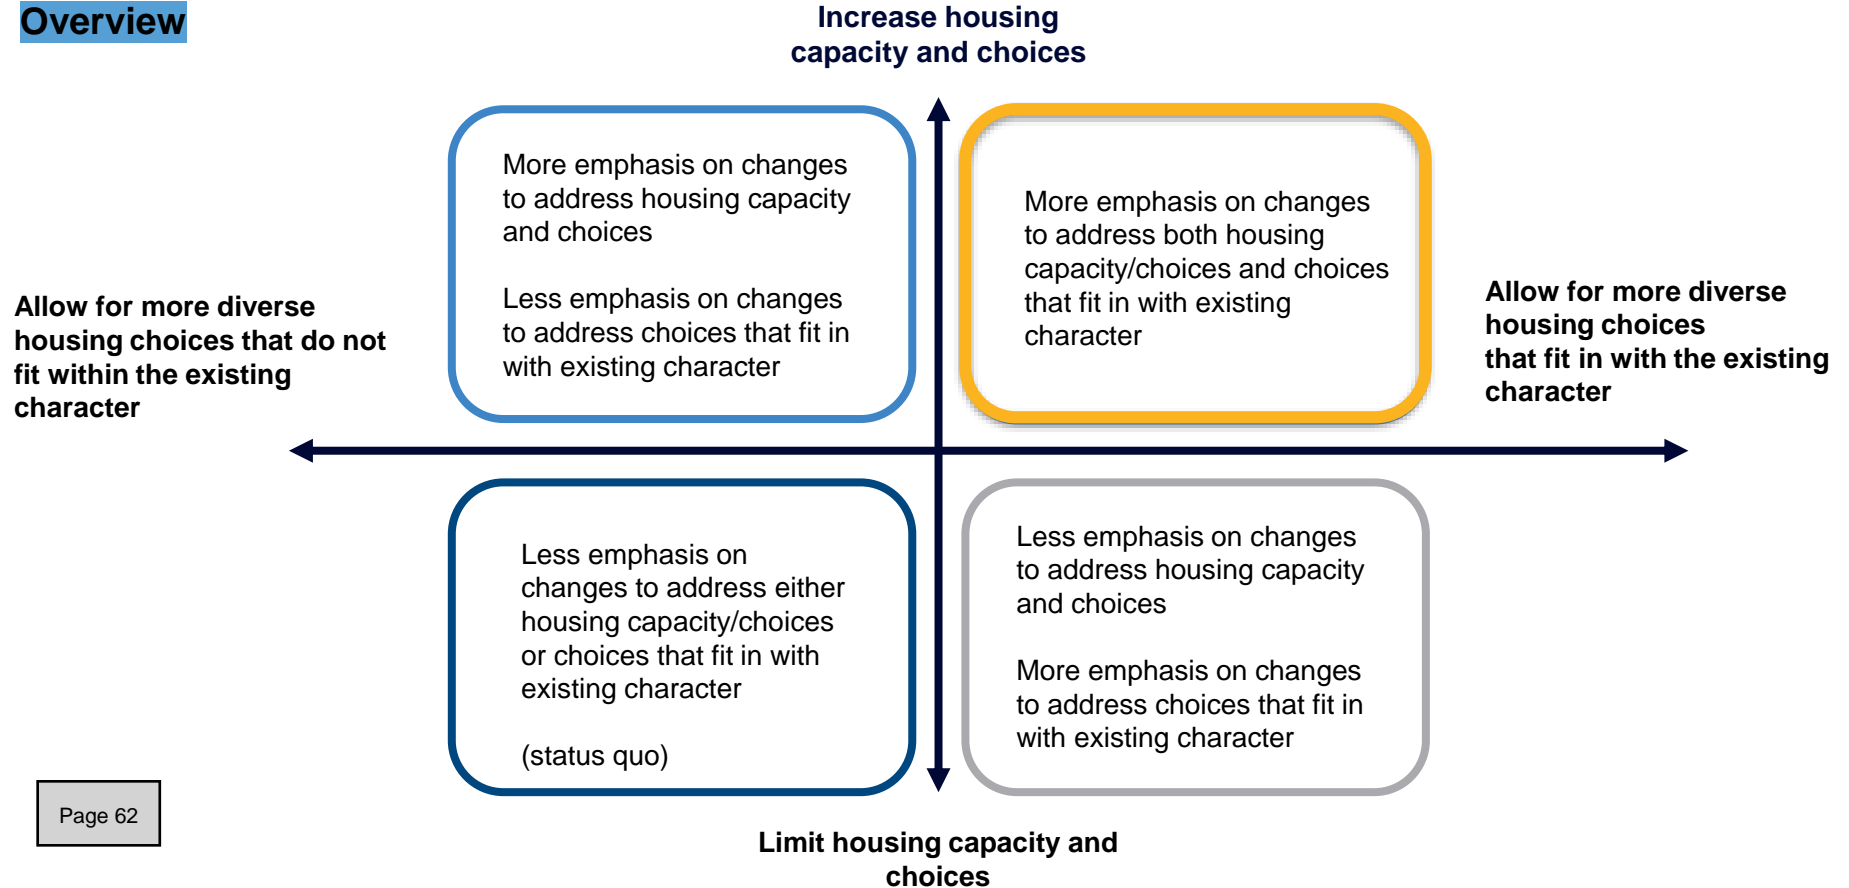 Overview
Increase housing
capacity and choices
More emphasis on changes
to address housing capacity
and choices
Less emphasis on changes
to address choices that fit in
with existing character
More emphasis on changes
to address both housing
capacity/choices and choices
that fit in with existing
character
Allow for more diverse
housing choices that do not
fit within the existing
character
Allow for more diverse
housing choices
that fit in with the existing
character
Less emphasis on
changes to address either
housing capacity/choices
or choices that fit in with
existing character
(status quo)
Less emphasis on changes
to address housing capacity
and choices
More emphasis on changes
to address choices that fit in
with existing character
Page 62
Limit housing capacity and
choices